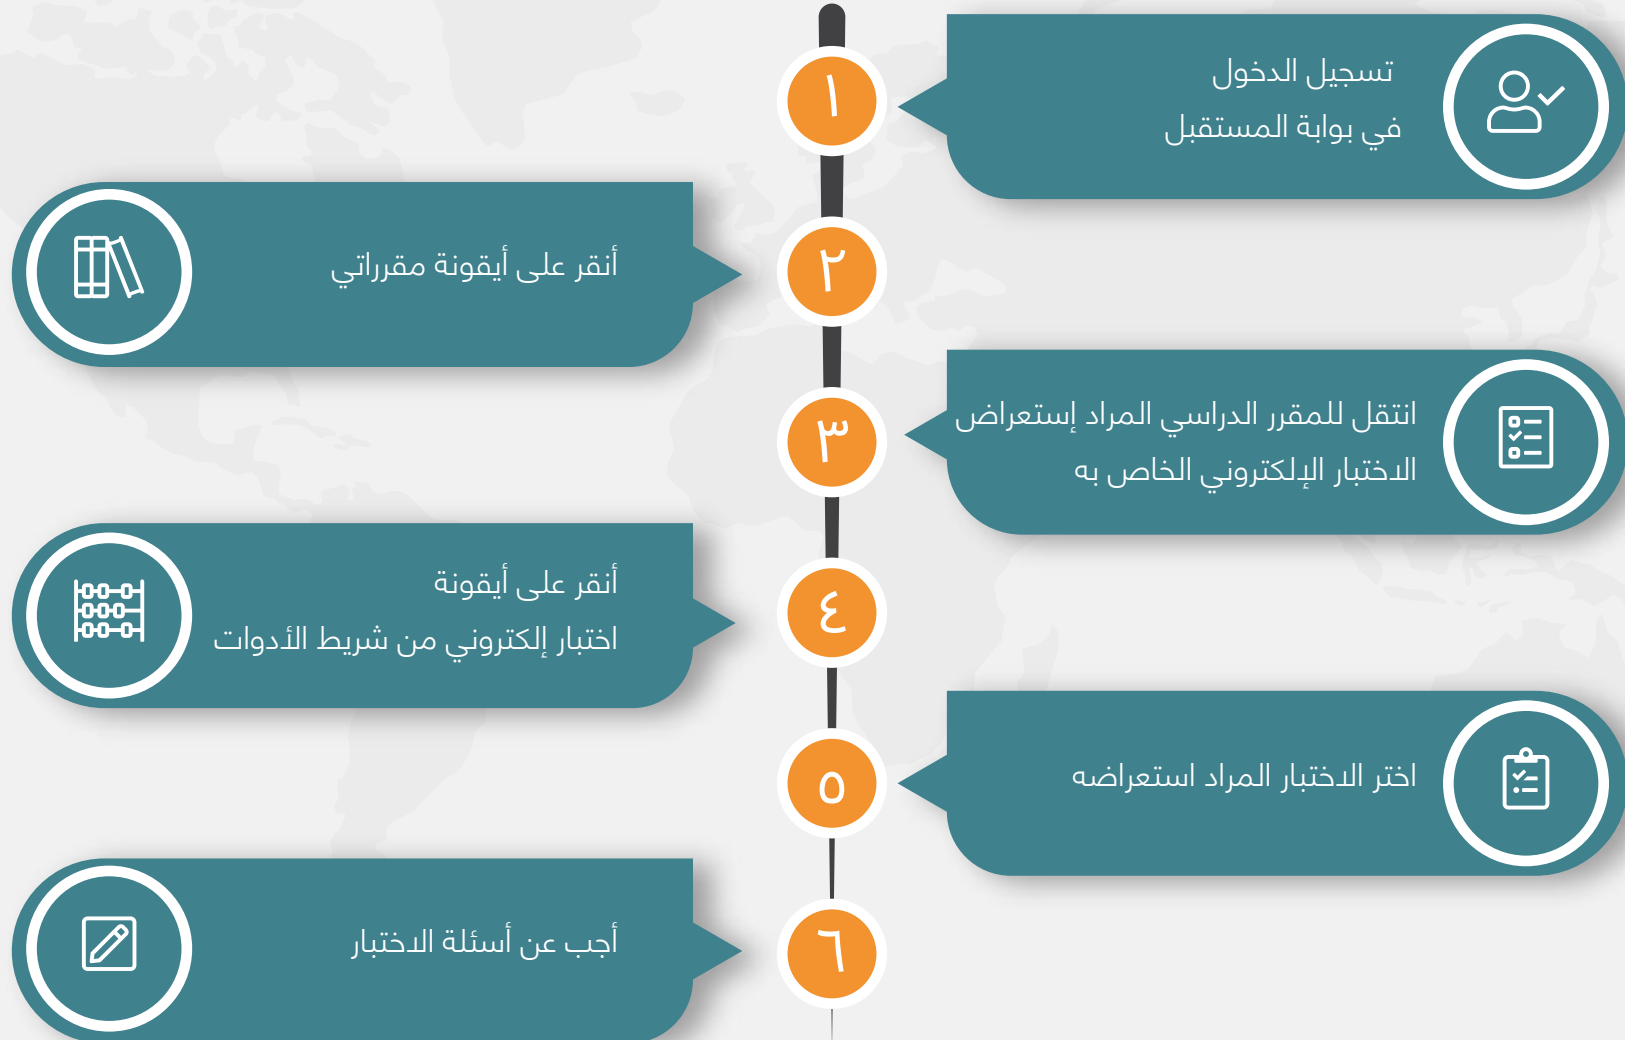 ١
تسجيل الدخول
في بوابة المستقبل
٢
أنقر على أيقونة مقرراتي
٣
انتقل للمقرر الدراسي المراد إستعراض
الاختبار الإلكتروني الخاص به
٤
أنقر على أيقونة
اختبار إلكتروني من شريط الأدوات
٥
اختر الاختبار المراد استعراضه
٦
أجب عن أسئلة الاختبار